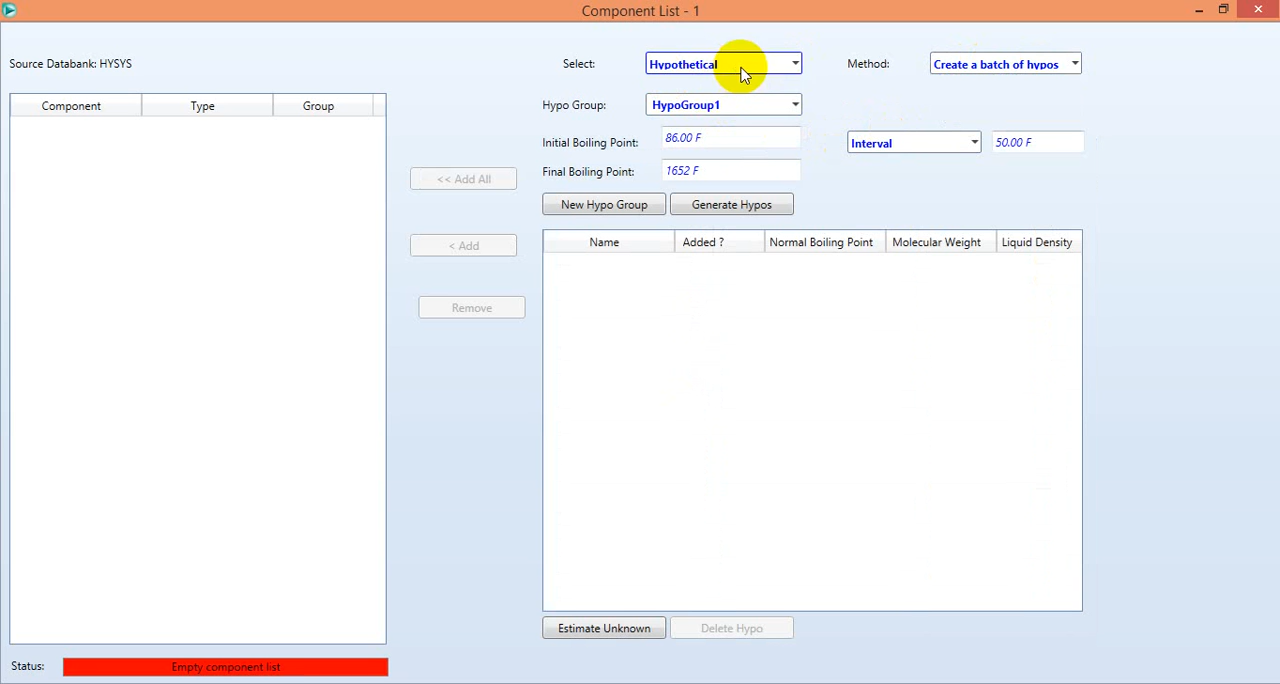 Component List - 1
Source Databank: HYSYS
Select: Hypothetical Method: Create a batch of hypos
Component Type Group
Hypo Group: HypoGroup1
Initial Boiling Point: 86.00 F Interval 50.00 F
Final Boiling Point: 1652 F
<< Add All
New Hypo Group Generate Hypos
< Add
Name Added ? Normal Boiling Point Molecular Weight Liquid Density
Remove
Estimate Unknown Delete Hypo
Status: Empty component list